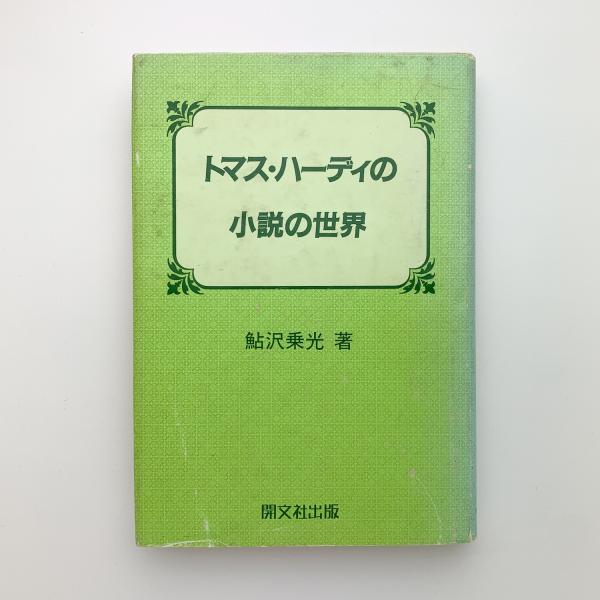 トマス・ハーディの
小説の世界
鮎沢乗光 著
開文社出版